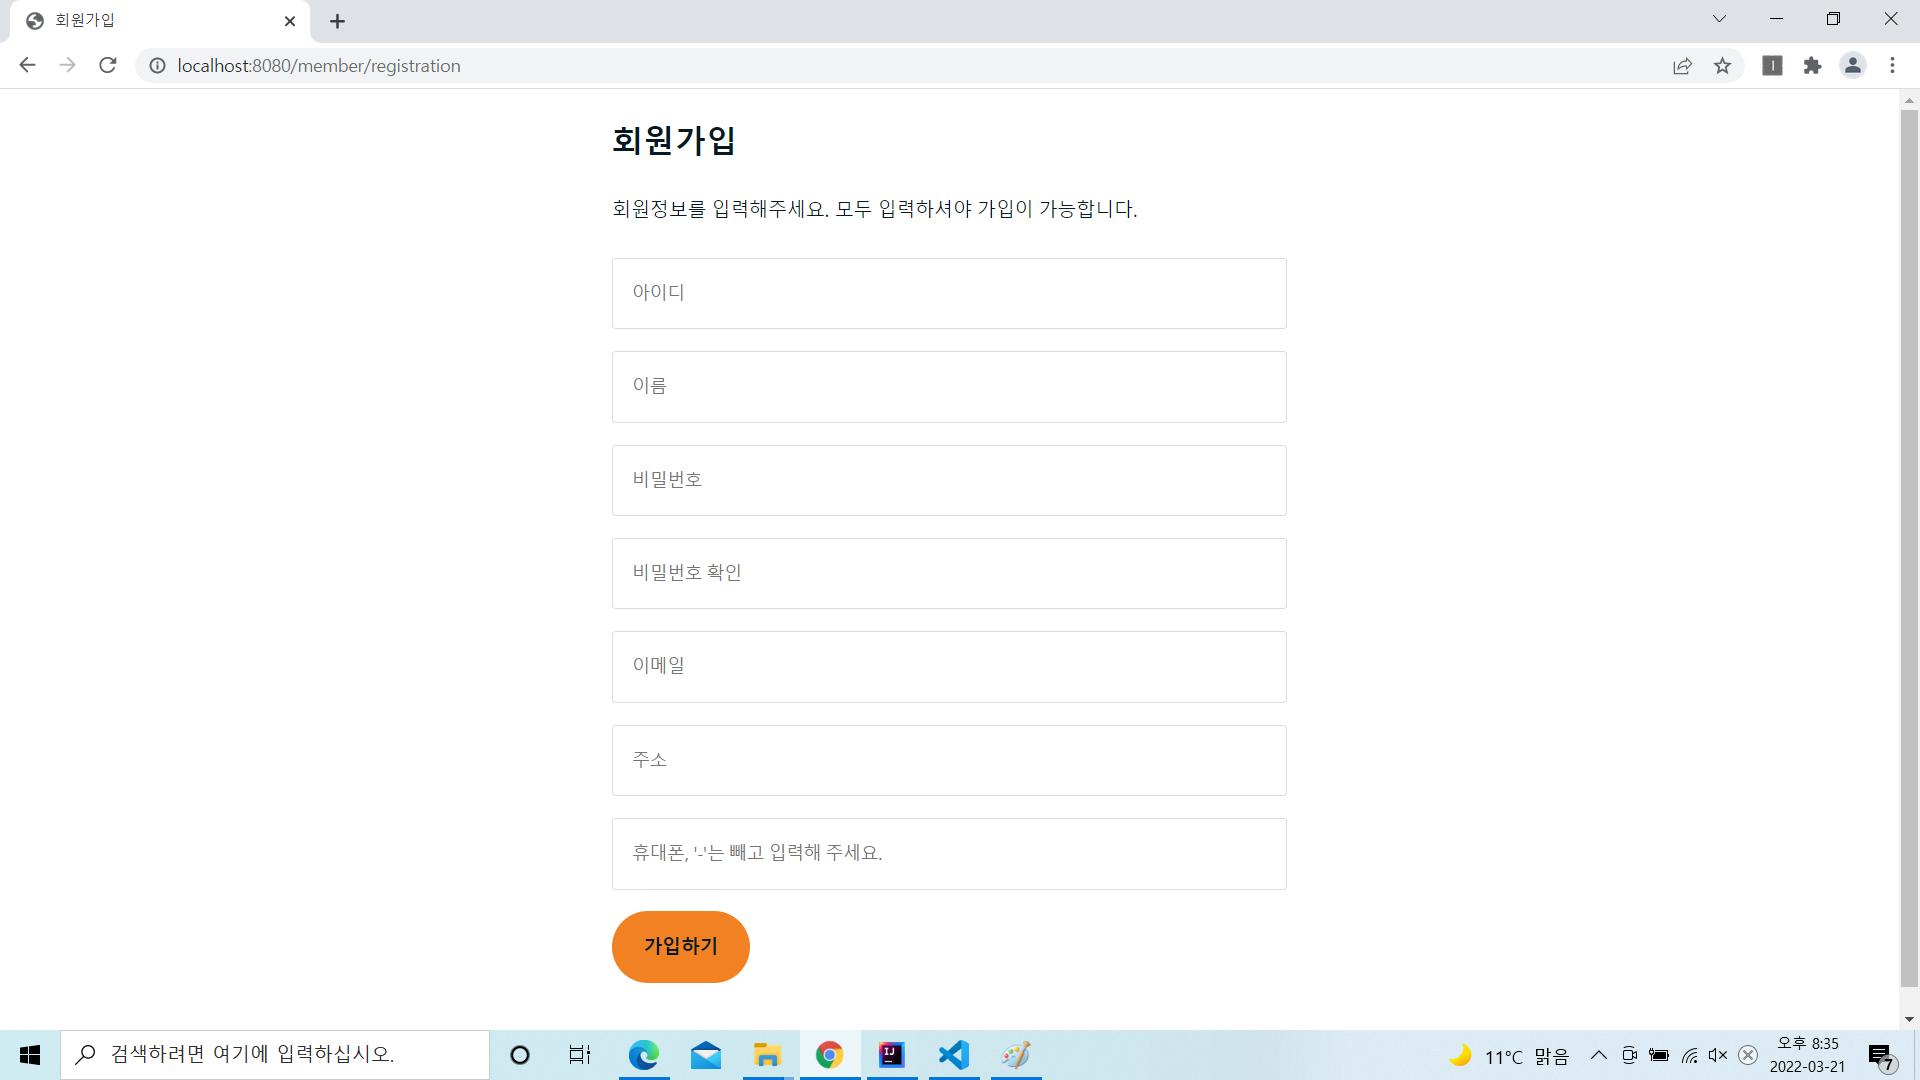 회원가입
localhost:8080/member/registration
회원가입
회원정보를 입력해주세요. 모두 입력하셔야 가입이 가능합니다.
아이디
이름
비밀번호
비밀번호 확인
이메일
주소
휴대폰, '-'는 빼고 입력해 주세요.
가입하기
검색하려면 여기에 입력하십시오.
IJ
11°C 맑음
오후 8:35
2022-03-21
7